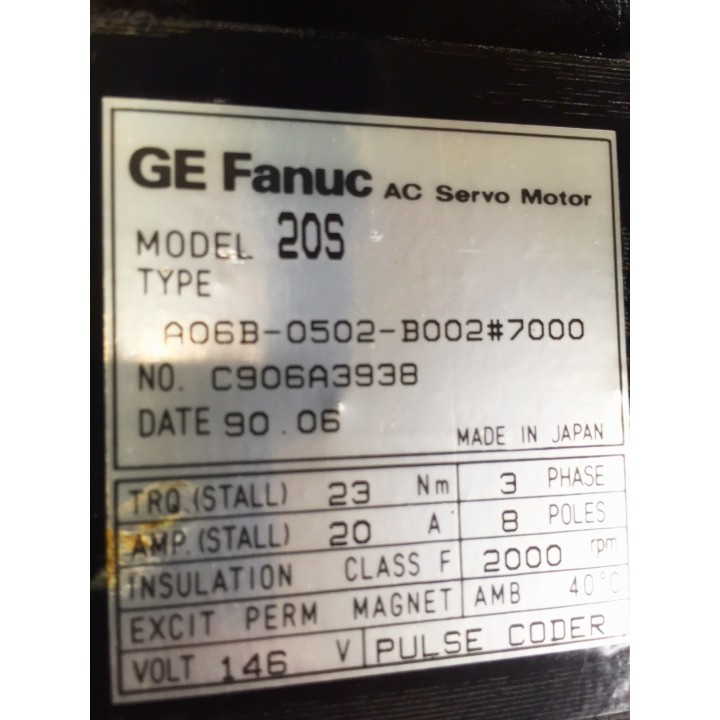 GE Fanuc AC Servo Motor
MODEL 20S
TYPE
A06B-0502-B002#7000
NO. C906A3938
DATE 90.06
MADE IN JAPAN
TRQ.(STALL) 23 Nm 3 PHASE
AMP.(STALL) 20 A 8 POLES
INSULATION CLASS F 2000 rpm
EXCIT PERM MAGNET AMB 40°C
VOLT 146 V PULSE CODER